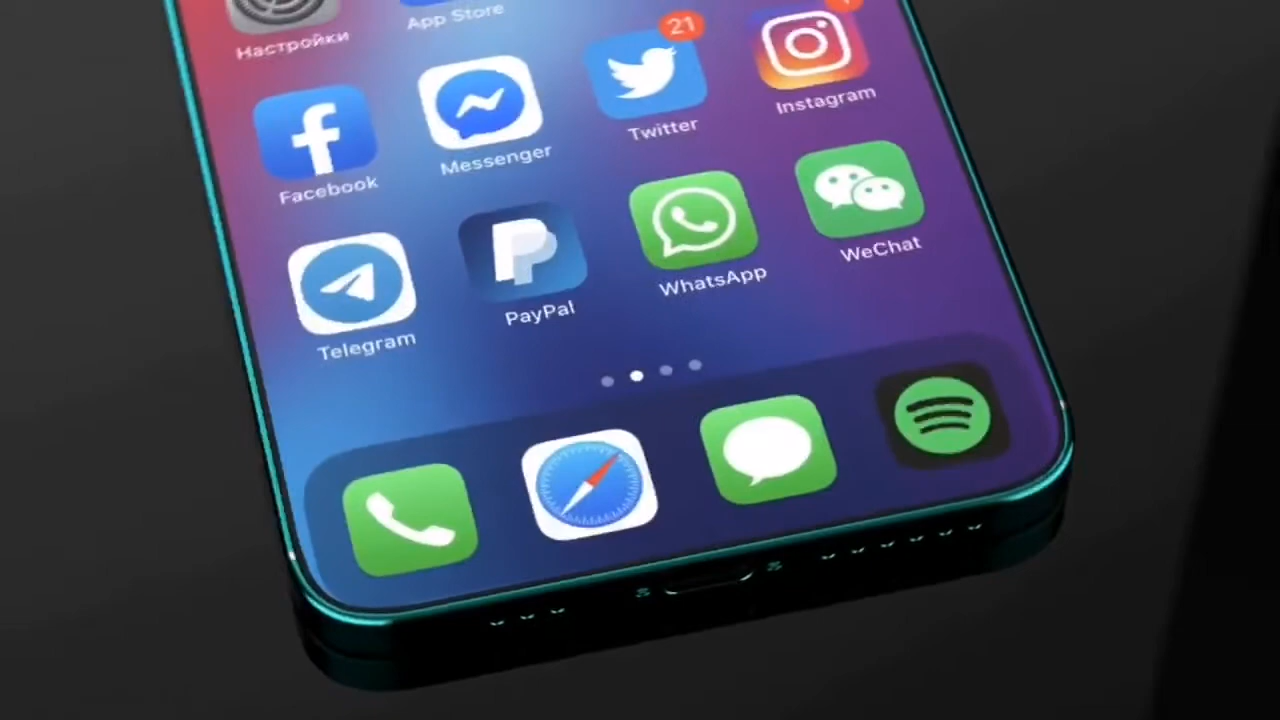 Настройки
App Store
21
Facebook
Messenger
Twitter
Instagram
Telegram
PayPal
WhatsApp
WeChat